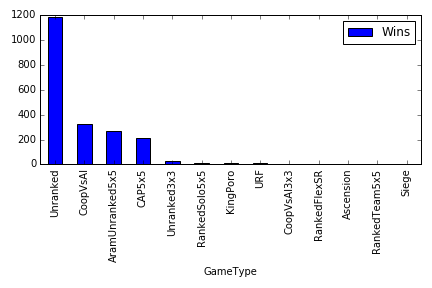 1200
1000
800
600
400
200
0
Wins
Unranked
CoopVsAI
AramUnranked5x5
CAP5x5
Unranked3x3
RankedSolo5x5
KingPoro
URF
CoopVsAI3x3
RankedFlexSR
Ascension
RankedTeam5x5
Siege
GameType